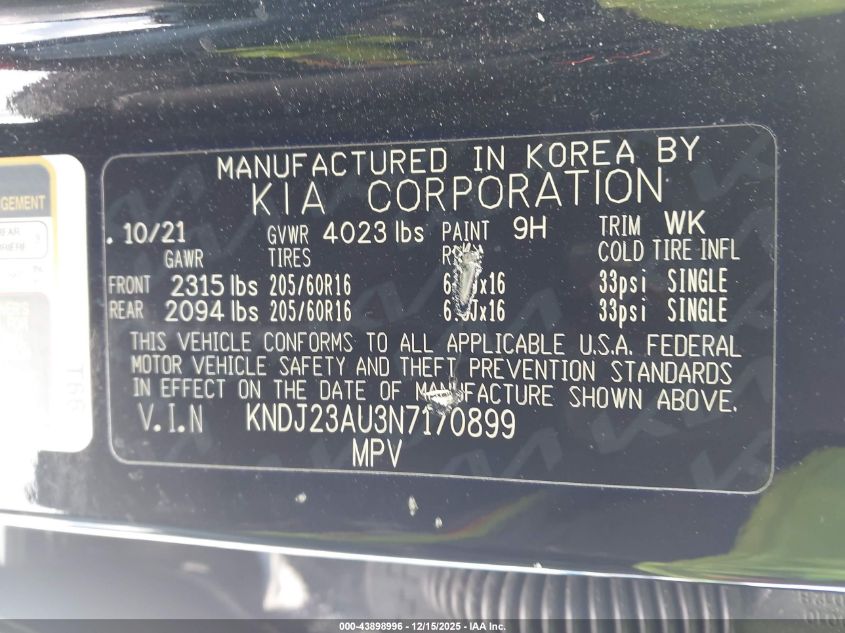 MANUFACTURED IN KOREA BY
KIA CORPORATION
10/21 GVWR 4023 lbs PAINT 9H TRIM WK
GAWR TIRES COLD TIRE INFL
FRONT 2315 lbs 205/60R16 33psi SINGLE
REAR 2094 lbs 205/60R16 33psi SINGLE
THIS VEHICLE CONFORMS TO ALL APPLICABLE U.S.A. FEDERAL
MOTOR VEHICLE SAFETY AND THEFT PREVENTION STANDARDS
IN EFFECT ON THE DATE OF MANUFACTURE SHOWN ABOVE.
V.I.N KNDJ23AU3N7170899
MPV
T66
000-43898996 - 12/15/2025 - IAA Inc.